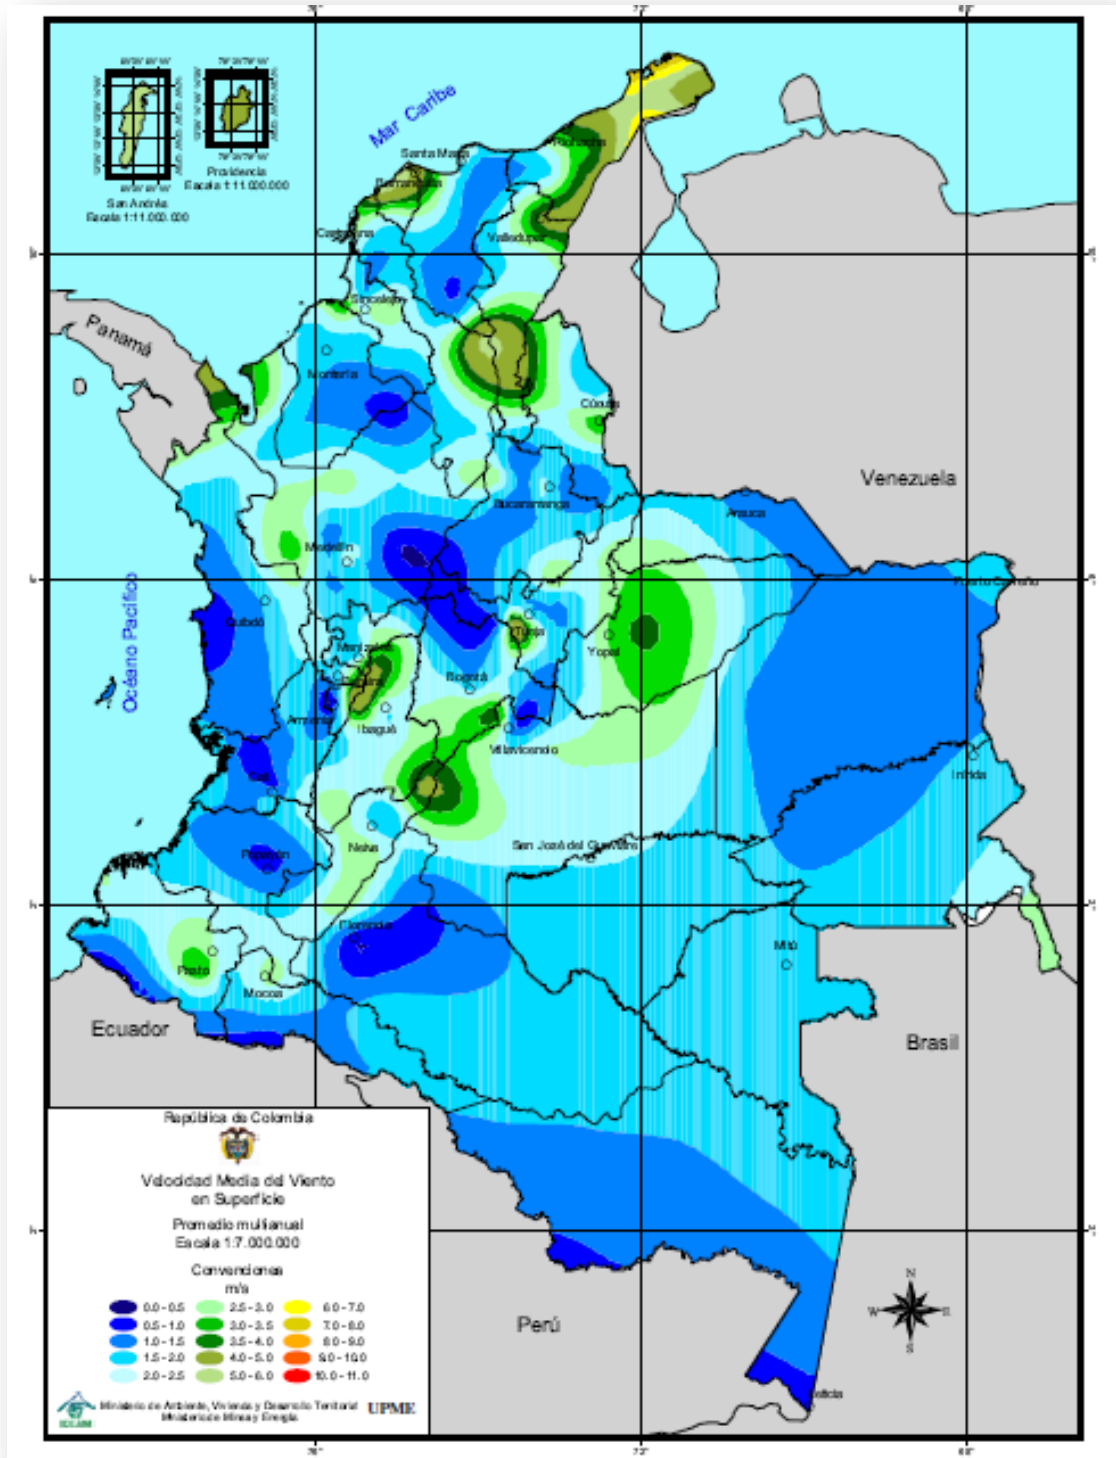 Mar Caribe
Providencia
Escala 1:11.000.000
San Andrés
Escala 1:11.000.000
Riohacha
Santa Marta
Barranquilla
Cartagena
Valledupar
Sincelejo
Panamá
Montería
Cúcuta
Venezuela
Bucaramanga
Arauca
Medellín
Puerto Carreño
Océano Pacífico
Quibdó
Tunja
Yopal
Manizales
Bogotá
Armenia
Ibagué
Villavicencio
Cali
Inírida
Neiva
San José del Guaviare
Popayán
Florencia
Mitú
Pasto
Mocoa
Ecuador
Brasil
República de Colombia
Velocidad Media del Viento
en Superficie
Promedio multianual
Escala 1:7.000.000
Convenciones
m/s
0.0 - 0.5 2.5 - 3.0 6.0 - 7.0
0.5 - 1.0 3.0 - 3.5 7.0 - 8.0
1.0 - 1.5 3.5 - 4.0 8.0 - 9.0
1.5 - 2.0 4.0 - 5.0 9.0 - 10.0
2.0 - 2.5 5.0 - 6.0 10.0 - 11.0
Perú
N
W
S
Leticia
IDEAM
Ministerio de Ambiente, Vivienda y Desarrollo Territorial
Ministerio de Minas y Energía
UPME